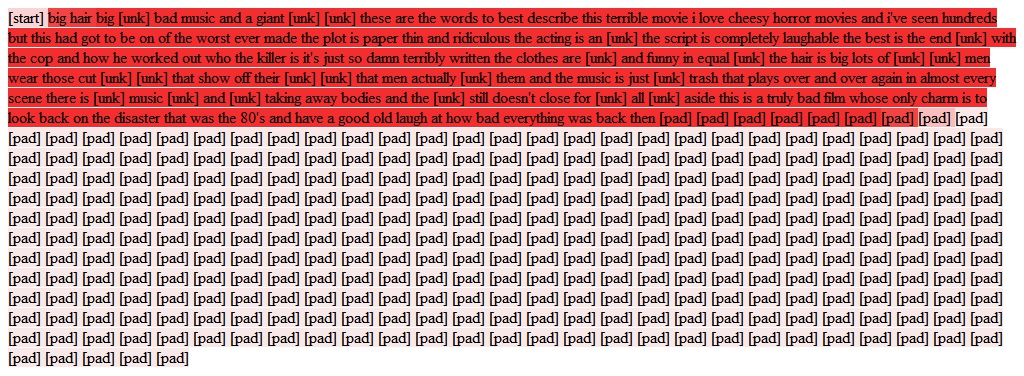 [start] big hair big [unk] bad music and a giant [unk] [unk] these are the words to best describe this terrible movie i love cheesy horror movies and i've seen hundreds
but this had got to be on of the worst ever made the plot is paper thin and ridiculous the acting is an [unk] the script is completely laughable the best is the end [unk] with
the cop and how he worked out who the killer is it's just so damn terribly written the clothes are [unk] and funny in equal [unk] the hair is big lots of [unk] [unk] men
wear those cut [unk] [unk] that show off their [unk] [unk] that men actually [unk] them and the music is just [unk] trash that plays over and over again in almost every
scene there is [unk] music [unk] and [unk] taking away bodies and the [unk] still doesn't close for [unk] all [unk] aside this is a truly bad film whose only charm is to
look back on the disaster that was the 80's and have a good old laugh at how bad everything was back then [pad] [pad] [pad] [pad] [pad] [pad] [pad] [pad] [pad]
[pad] [pad] [pad] [pad] [pad] [pad] [pad] [pad] [pad] [pad] [pad] [pad] [pad] [pad] [pad] [pad] [pad] [pad] [pad] [pad] [pad] [pad] [pad] [pad] [pad] [pad] [pad]
[pad] [pad] [pad] [pad] [pad] [pad] [pad] [pad] [pad] [pad] [pad] [pad] [pad] [pad] [pad] [pad] [pad] [pad] [pad] [pad] [pad] [pad] [pad] [pad] [pad] [pad] [pad]
[pad] [pad] [pad] [pad] [pad] [pad] [pad] [pad] [pad] [pad] [pad] [pad] [pad] [pad] [pad] [pad] [pad] [pad] [pad] [pad] [pad] [pad] [pad] [pad] [pad] [pad] [pad]
[pad] [pad] [pad] [pad] [pad] [pad] [pad] [pad] [pad] [pad] [pad] [pad] [pad] [pad] [pad] [pad] [pad] [pad] [pad] [pad] [pad] [pad] [pad] [pad] [pad] [pad] [pad]
[pad] [pad] [pad] [pad] [pad] [pad] [pad] [pad] [pad] [pad] [pad] [pad] [pad] [pad] [pad] [pad] [pad] [pad] [pad] [pad] [pad] [pad] [pad] [pad] [pad] [pad] [pad]
[pad] [pad] [pad] [pad] [pad] [pad] [pad] [pad] [pad] [pad] [pad] [pad] [pad] [pad] [pad] [pad] [pad] [pad] [pad] [pad] [pad] [pad] [pad] [pad] [pad] [pad] [pad]
[pad] [pad] [pad] [pad] [pad] [pad] [pad] [pad] [pad] [pad] [pad] [pad] [pad] [pad] [pad] [pad] [pad] [pad] [pad] [pad] [pad] [pad] [pad] [pad] [pad] [pad] [pad]
[pad] [pad] [pad] [pad] [pad] [pad] [pad] [pad] [pad] [pad] [pad] [pad] [pad] [pad] [pad] [pad] [pad] [pad] [pad] [pad] [pad] [pad] [pad] [pad] [pad] [pad] [pad]
[pad] [pad] [pad] [pad] [pad] [pad] [pad] [pad] [pad] [pad] [pad] [pad] [pad] [pad] [pad] [pad] [pad] [pad] [pad] [pad] [pad] [pad] [pad] [pad] [pad] [pad] [pad]
[pad] [pad] [pad] [pad] [pad] [pad] [pad] [pad] [pad] [pad] [pad] [pad] [pad] [pad] [pad] [pad] [pad] [pad] [pad] [pad] [pad] [pad] [pad] [pad] [pad] [pad] [pad]
[pad] [pad] [pad] [pad] [pad] [pad] [pad] [pad] [pad] [pad] [pad] [pad] [pad] [pad] [pad] [pad] [pad] [pad] [pad] [pad] [pad] [pad] [pad] [pad] [pad] [pad] [pad]
[pad] [pad] [pad] [pad] [pad]